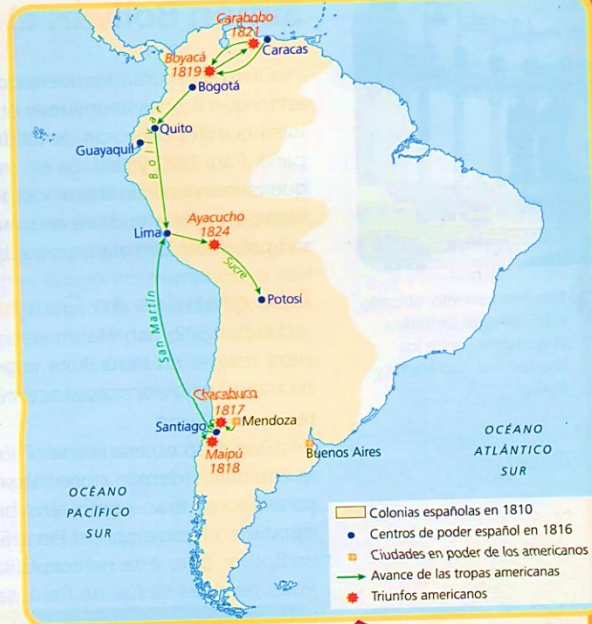 Carabobo
1821
Caracas
Boyacá
1819
Bogotá
Quito
Guayaquil
Bolívar
Lima
Ayacucho
1824
Sucre
Potosí
San Martín
Chacabuco
1817
Mendoza
Santiago
Maipú
1818
Buenos Aires
OCÉANO
PACÍFICO
SUR
OCÉANO
ATLÁNTICO
SUR
Colonias españolas en 1810
Centros de poder español en 1816
Ciudades en poder de los americanos
Avance de las tropas americanas
Triunfos americanos